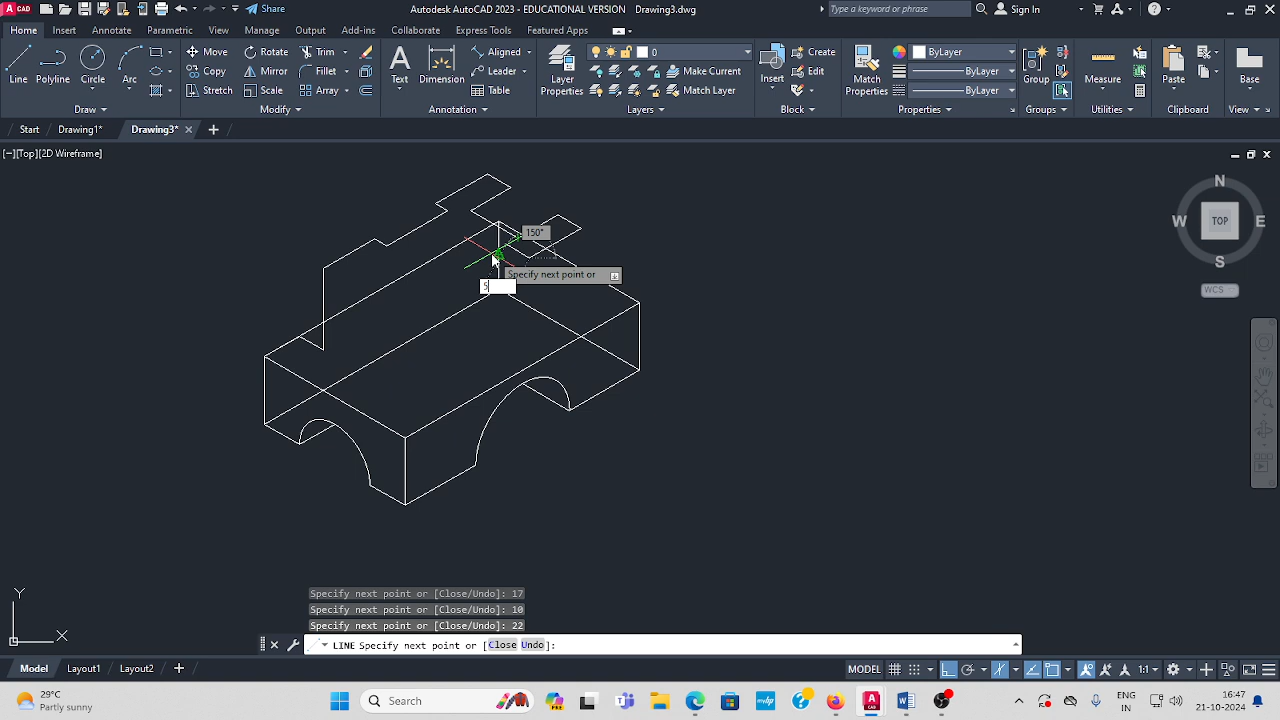 Share
Autodesk AutoCAD 2023 - EDUCATIONAL VERSION Drawing3.dwg
Type a keyword or phrase
Sign In
Home Insert Annotate Parametric View Manage Output Add-ins Collaborate Express Tools Featured Apps
Line Polyline Circle Arc
Move Rotate Trim
Copy Mirror Fillet
Stretch Scale Array
Text Dimension
Aligned
Leader
Table
Layer
Properties
0
Make Current
Match Layer
Insert
Create
Edit
Match
Properties
ByLayer
ByLayer
ByLayer
Group
Measure
Paste
Base
Draw Modify Annotation Layers Block Properties Groups Utilities Clipboard View
Start Drawing1* Drawing3*
[−][Top][2D Wireframe]
N
W TOP E
S
WCS
150°
Specify next point or
5
Y
X
Specify next point or [Close/Undo]: 17
Specify next point or [Close/Undo]: 10
Specify next point or [Close/Undo]: 22
LINE Specify next point or [Close Undo]:
Model Layout1 Layout2
MODEL
1:1
29°C
Partly sunny
Search
ENG
IN
16:47
21-10-2024